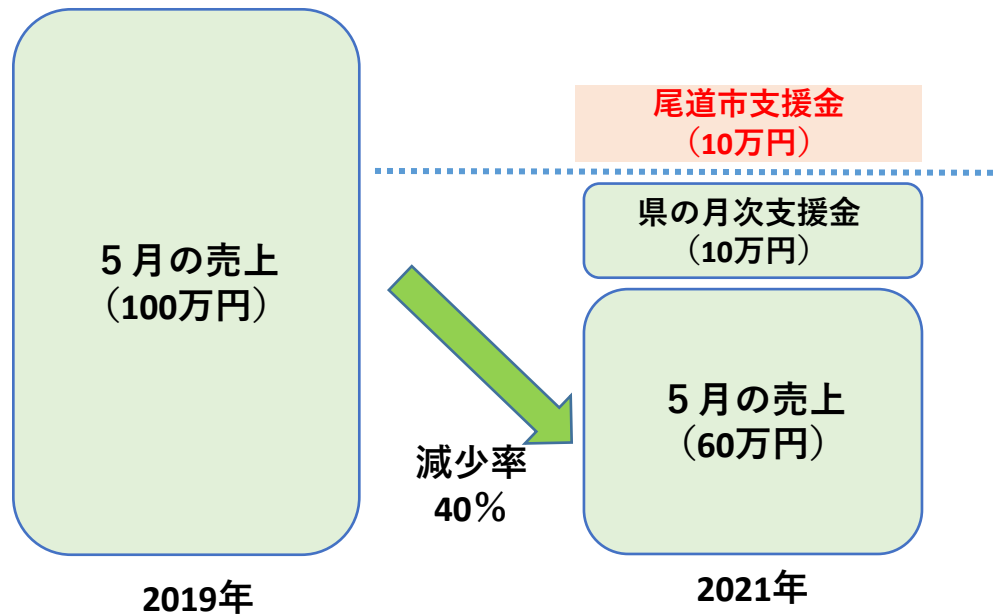 ５月の売上
（100万円）
2019年
減少率
40％
尾道市支援金
（10万円）
県の月次支援金
（10万円）
５月の売上
（60万円）
2021年